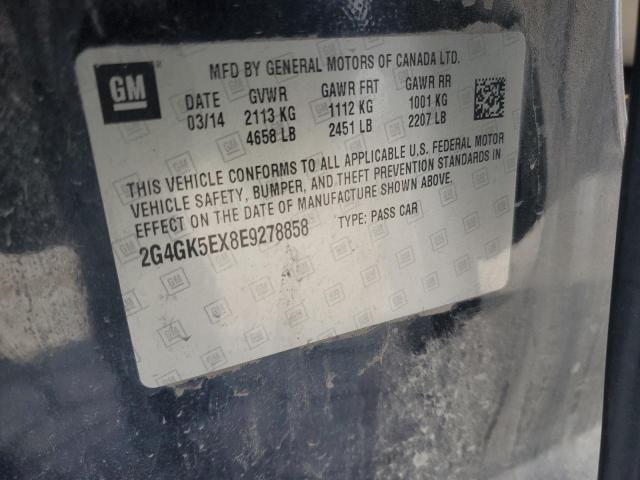 GM
MFD BY GENERAL MOTORS OF CANADA LTD.
DATE GVWR GAWR FRT GAWR RR
03/14 2113 KG 1112 KG 1001 KG
4658 LB 2451 LB 2207 LB
THIS VEHICLE CONFORMS TO ALL APPLICABLE U.S. FEDERAL MOTOR
VEHICLE SAFETY, BUMPER, AND THEFT PREVENTION STANDARDS IN
EFFECT ON THE DATE OF MANUFACTURE SHOWN ABOVE.
2G4GK5EX8E9278858 TYPE: PASS CAR